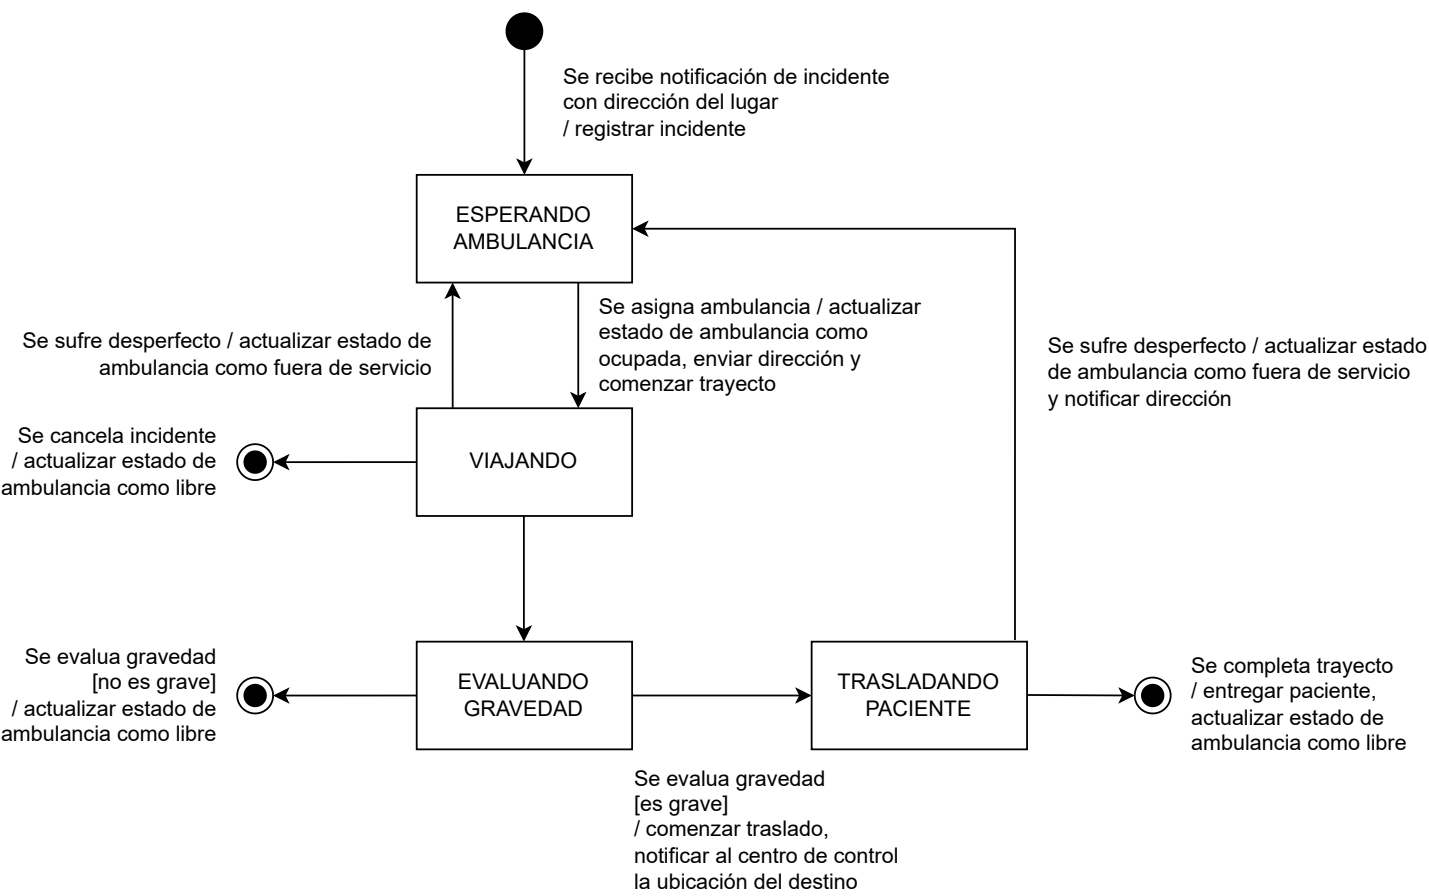 Se recibe notificación de incidente
con dirección del lugar
/ registrar incidente
ESPERANDO
AMBULANCIA
Se asigna ambulancia / actualizar
estado de ambulancia como
ocupada, enviar dirección y
comenzar trayecto
Se sufre desperfecto / actualizar estado de
ambulancia como fuera de servicio
Se sufre desperfecto / actualizar estado
de ambulancia como fuera de servicio
y notificar dirección
Se cancela incidente
/ actualizar estado de
ambulancia como libre
VIAJANDO
Se evalua gravedad
[no es grave]
/ actualizar estado de
ambulancia como libre
EVALUANDO
GRAVEDAD
TRASLADANDO
PACIENTE
Se completa trayecto
/ entregar paciente,
actualizar estado de
ambulancia como libre
Se evalua gravedad
[es grave]
/ comenzar traslado,
notificar al centro de control
la ubicación del destino